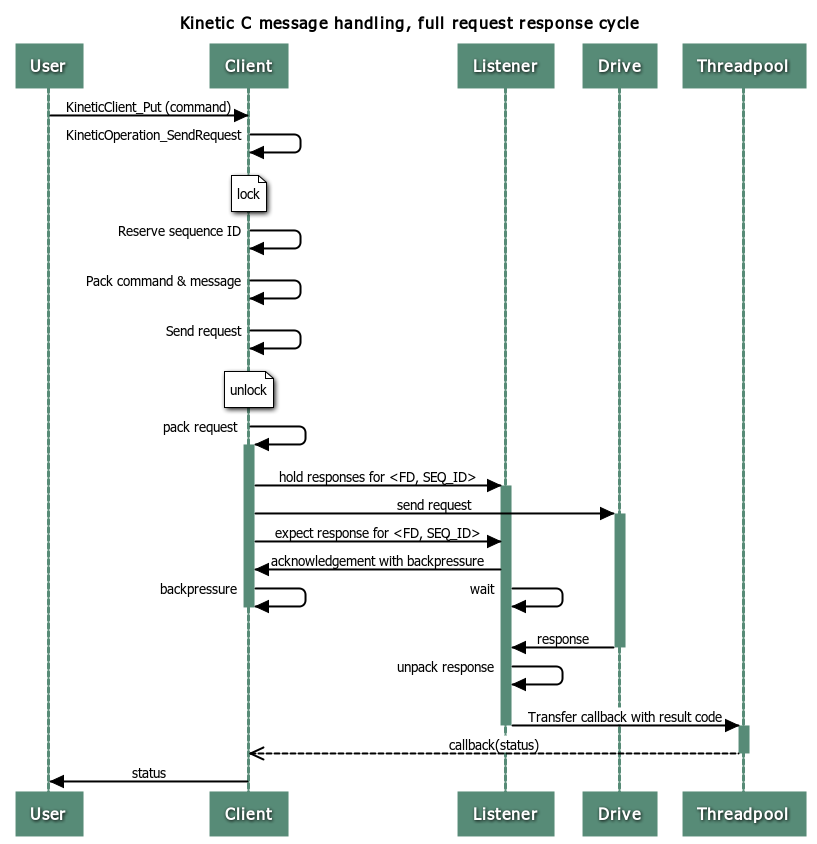 Kinetic C message handling, full request response cycle
User Client Listener Drive Threadpool
KineticClient_Put (command)
KineticOperation_SendRequest
lock
Reserve sequence ID
Pack command & message
Send request
unlock
pack request
hold responses for <FD, SEQ_ID>
send request
expect response for <FD, SEQ_ID>
acknowledgement with backpressure
backpressure wait
response
unpack response
Transfer callback with result code
callback(status)
status
User Client Listener Drive Threadpool